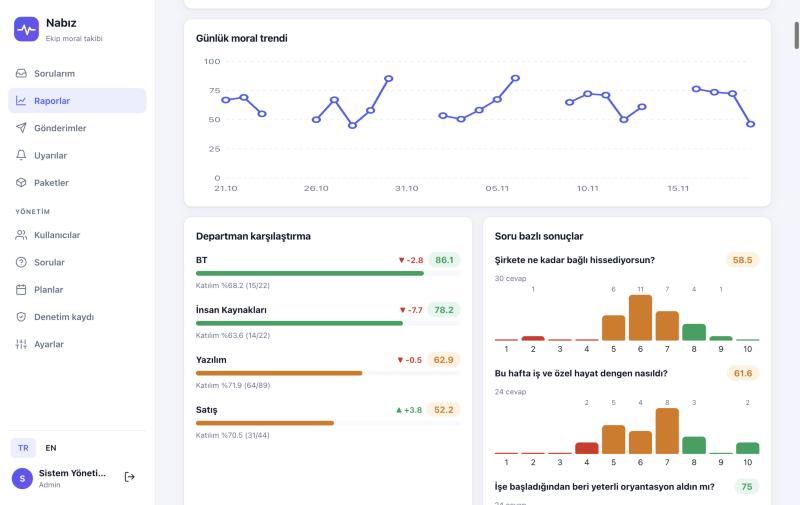 Nabız
Ekip moral takibi
Sorularım
Raporlar
Gönderimler
Uyarılar
Paketler
YÖNETİM
Kullanıcılar
Sorular
Planlar
Denetim kaydı
Ayarlar
TR EN
S
Sistem Yöneti...
Admin
Günlük moral trendi
100
75
50
25
0
21.10 26.10 31.10 05.11 10.11 15.11
Departman karşılaştırma
BT ▼ -2.8 86.1
Katılım %68.2 (15/22)
İnsan Kaynakları ▼ -7.7 78.2
Katılım %63.6 (14/22)
Yazılım ▼ -0.5 62.9
Katılım %71.9 (64/89)
Satış ▲ +3.8 52.2
Katılım %70.5 (31/44)
Soru bazlı sonuçlar
Şirkete ne kadar bağlı hissediyorsun? 58.5
30 cevap
1 6 11 7 4 1
1 2 3 4 5 6 7 8 9 10
Bu hafta iş ve özel hayat dengen nasıldı? 61.6
24 cevap
2 5 4 8 3 2
1 2 3 4 5 6 7 8 9 10
İşe başladığından beri yeterli oryantasyon aldın mı? 75